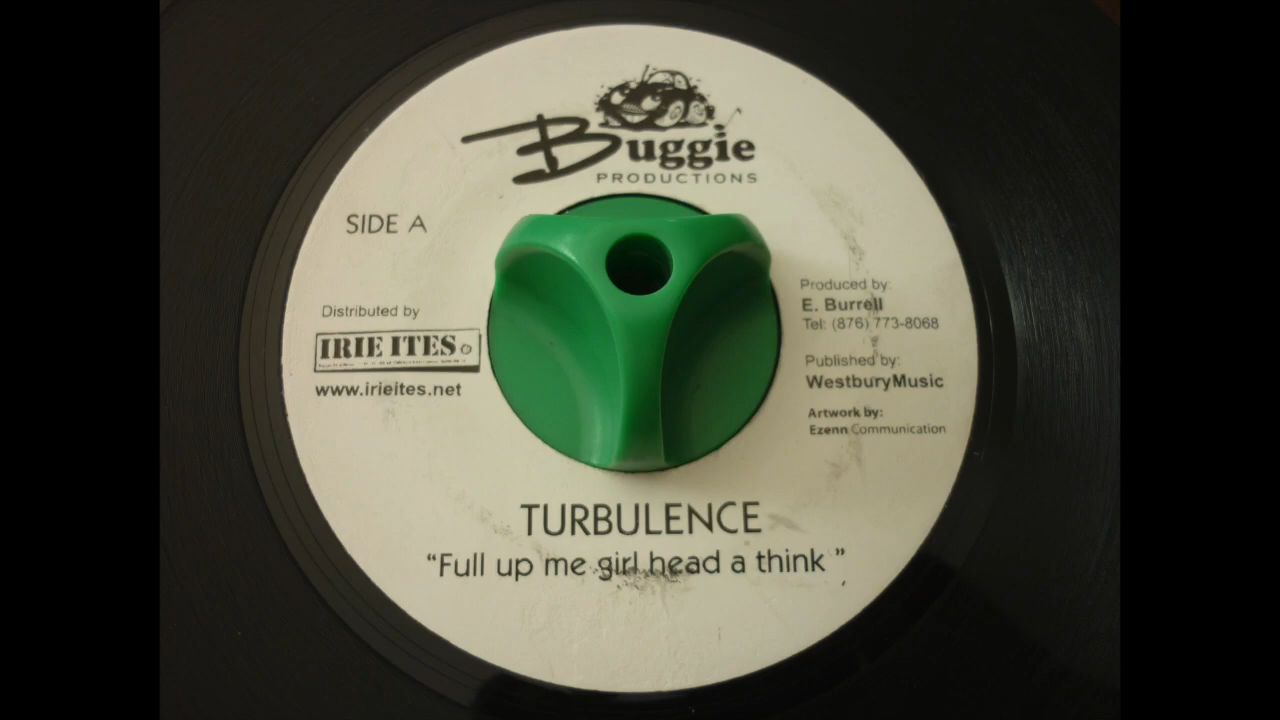 Buggie
PRODUCTIONS
SIDE A
Distributed by
IRIE ITES
www.irieites.net
Produced by:
E. Burrell
Tel: (876) 773-8068
Published by:
WestburyMusic
Artwork by:
Ezenn Communication
TURBULENCE
“Full up me girl head a think ”